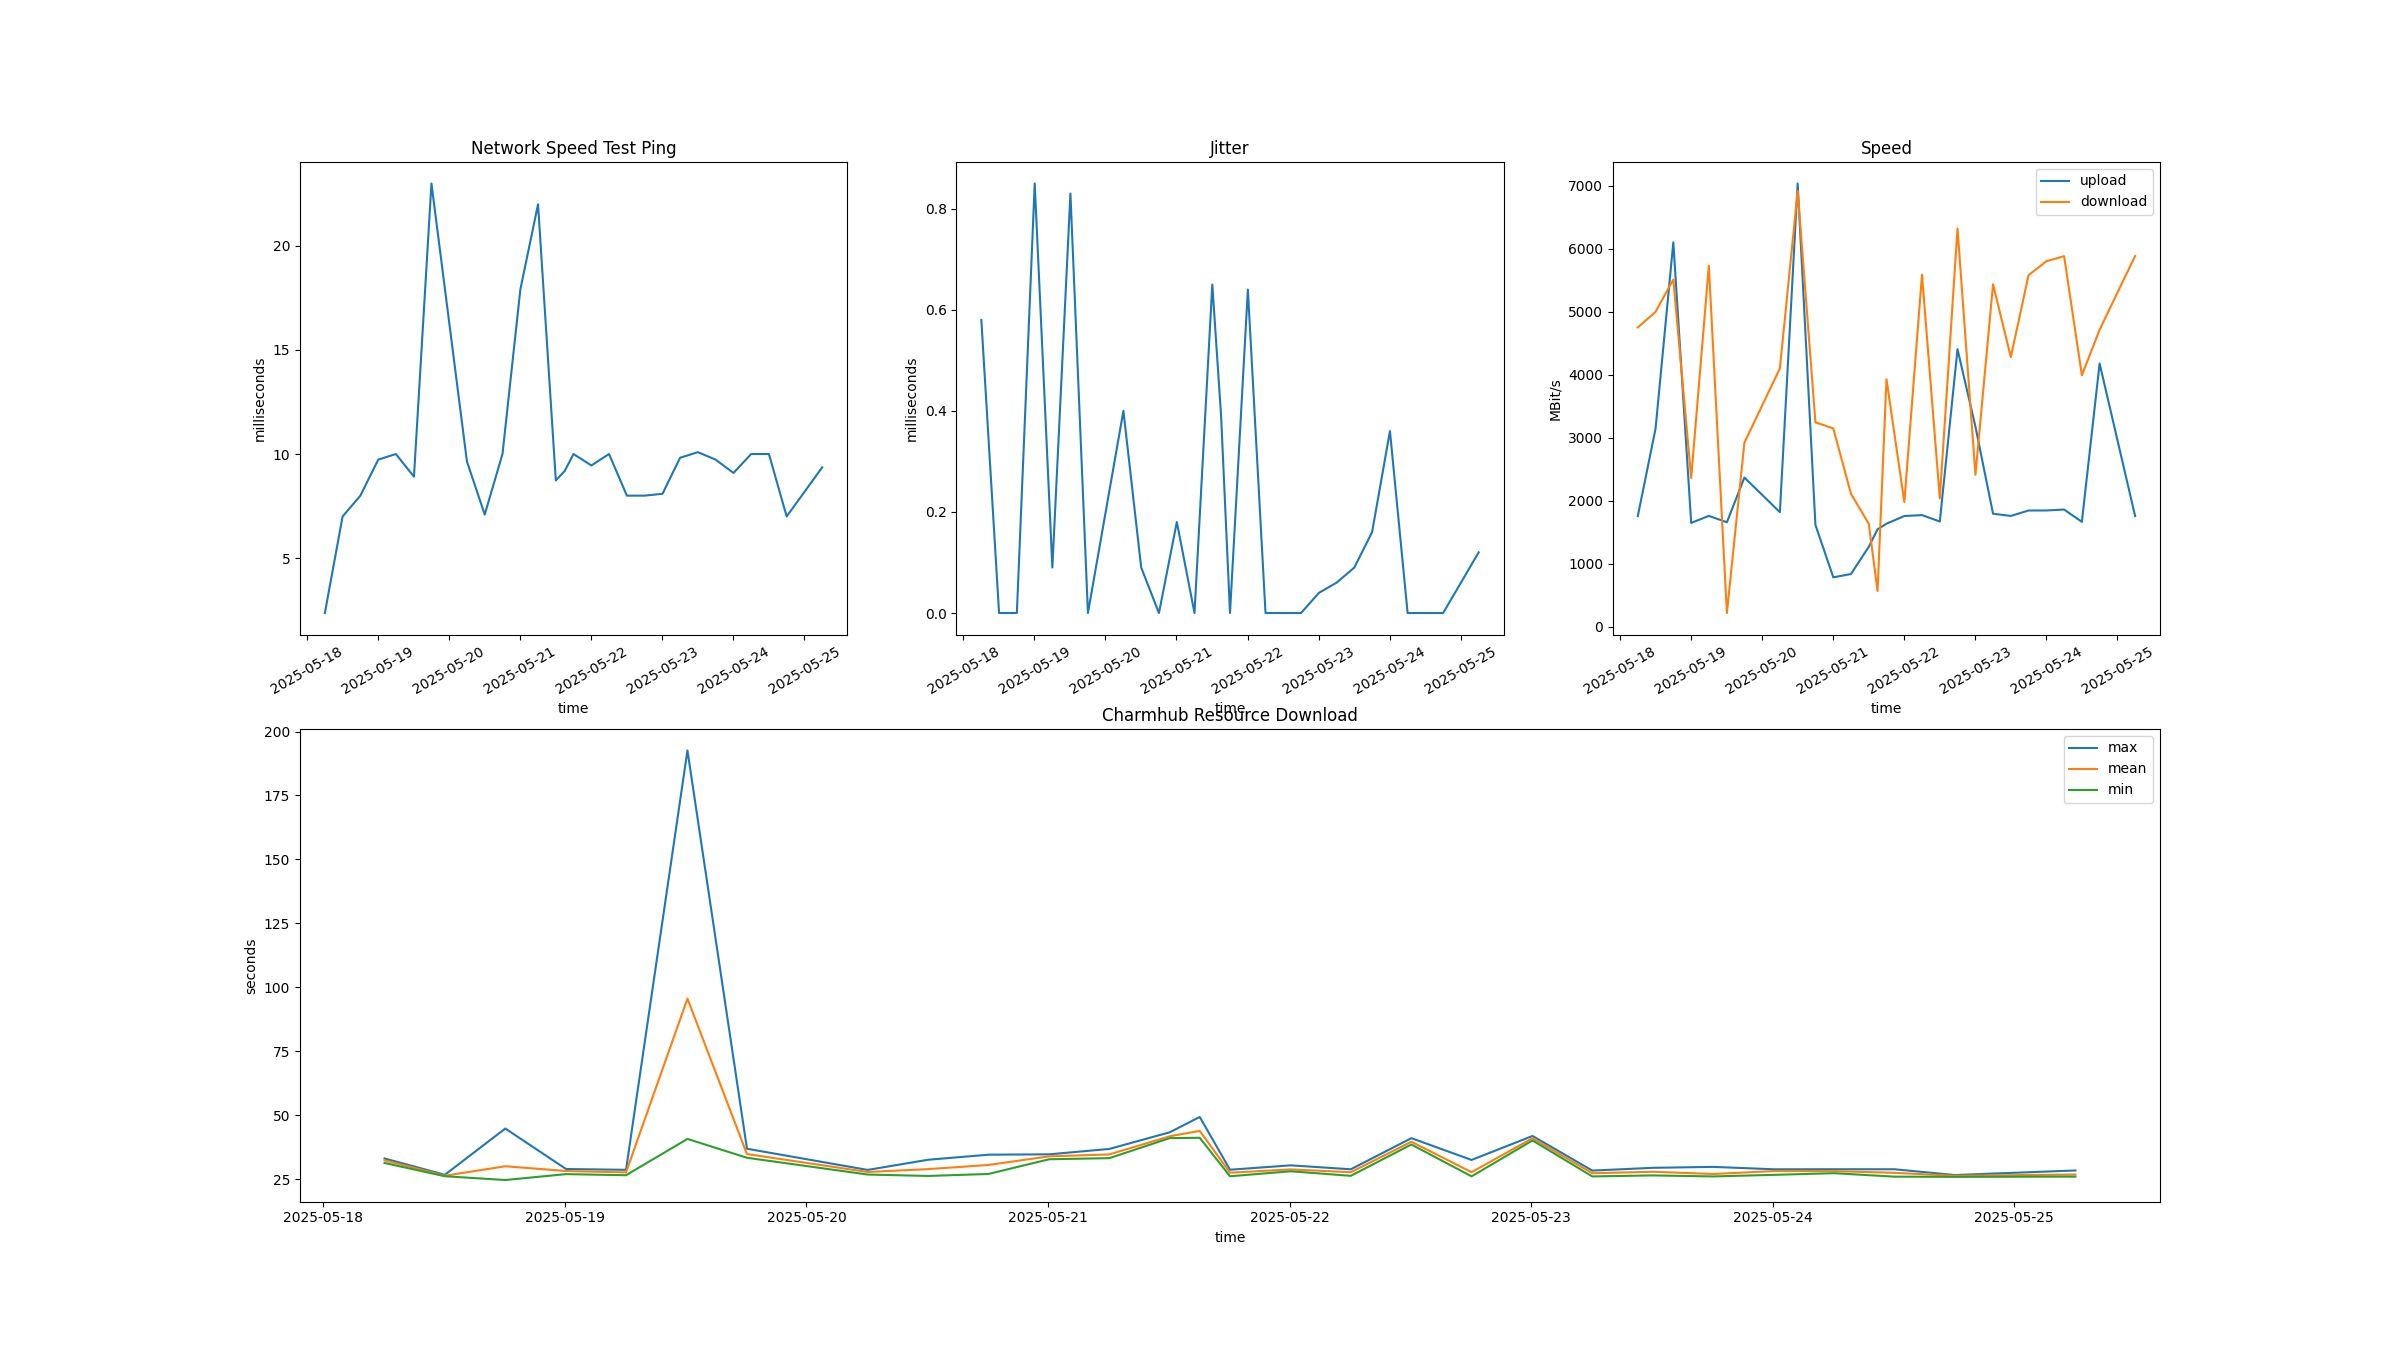 Network Speed Test Ping
milliseconds
20
15
10
5
2025-05-18 2025-05-19 2025-05-20 2025-05-21 2025-05-22 2025-05-23 2025-05-24 2025-05-25
time
Jitter
milliseconds
0.8
0.6
0.4
0.2
0.0
2025-05-18 2025-05-19 2025-05-20 2025-05-21 2025-05-22 2025-05-23 2025-05-24 2025-05-25
time
Speed
upload
download
MBit/s
7000
6000
5000
4000
3000
2000
1000
0
2025-05-18 2025-05-19 2025-05-20 2025-05-21 2025-05-22 2025-05-23 2025-05-24 2025-05-25
time
Charmhub Resource Download
max
mean
min
seconds
200
175
150
125
100
75
50
25
2025-05-18 2025-05-19 2025-05-20 2025-05-21 2025-05-22 2025-05-23 2025-05-24 2025-05-25
time